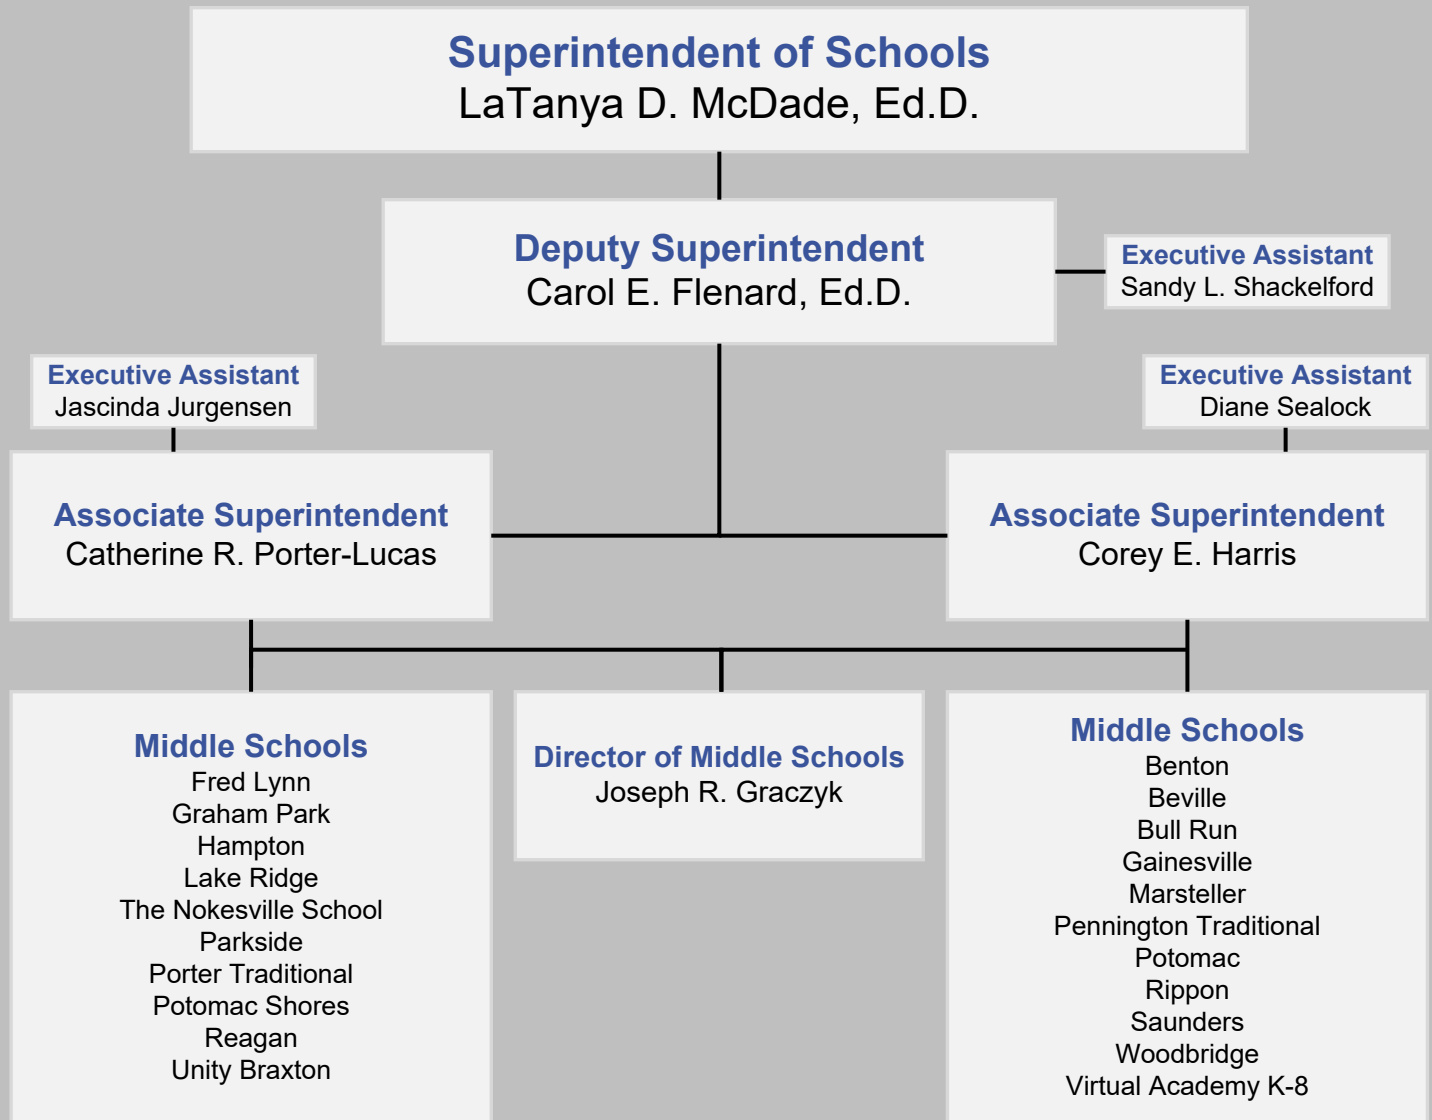 Superintendent of Schools
LaTanya D. McDade, Ed.D.
Deputy Superintendent
Carol E. Flenard, Ed.D.
Executive Assistant
Sandy L. Shackelford
Executive Assistant
Jascinda Jurgensen
Executive Assistant
Diane Sealock
Associate Superintendent
Catherine R. Porter-Lucas
Associate Superintendent
Corey E. Harris
Middle Schools
Fred Lynn
Graham Park
Hampton
Lake Ridge
The Nokesville School
Parkside
Porter Traditional
Potomac Shores
Reagan
Unity Braxton
Director of Middle Schools
Joseph R. Graczyk
Middle Schools
Benton
Beville
Bull Run
Gainesville
Marsteller
Pennington Traditional
Potomac
Rippon
Saunders
Woodbridge
Virtual Academy K-8